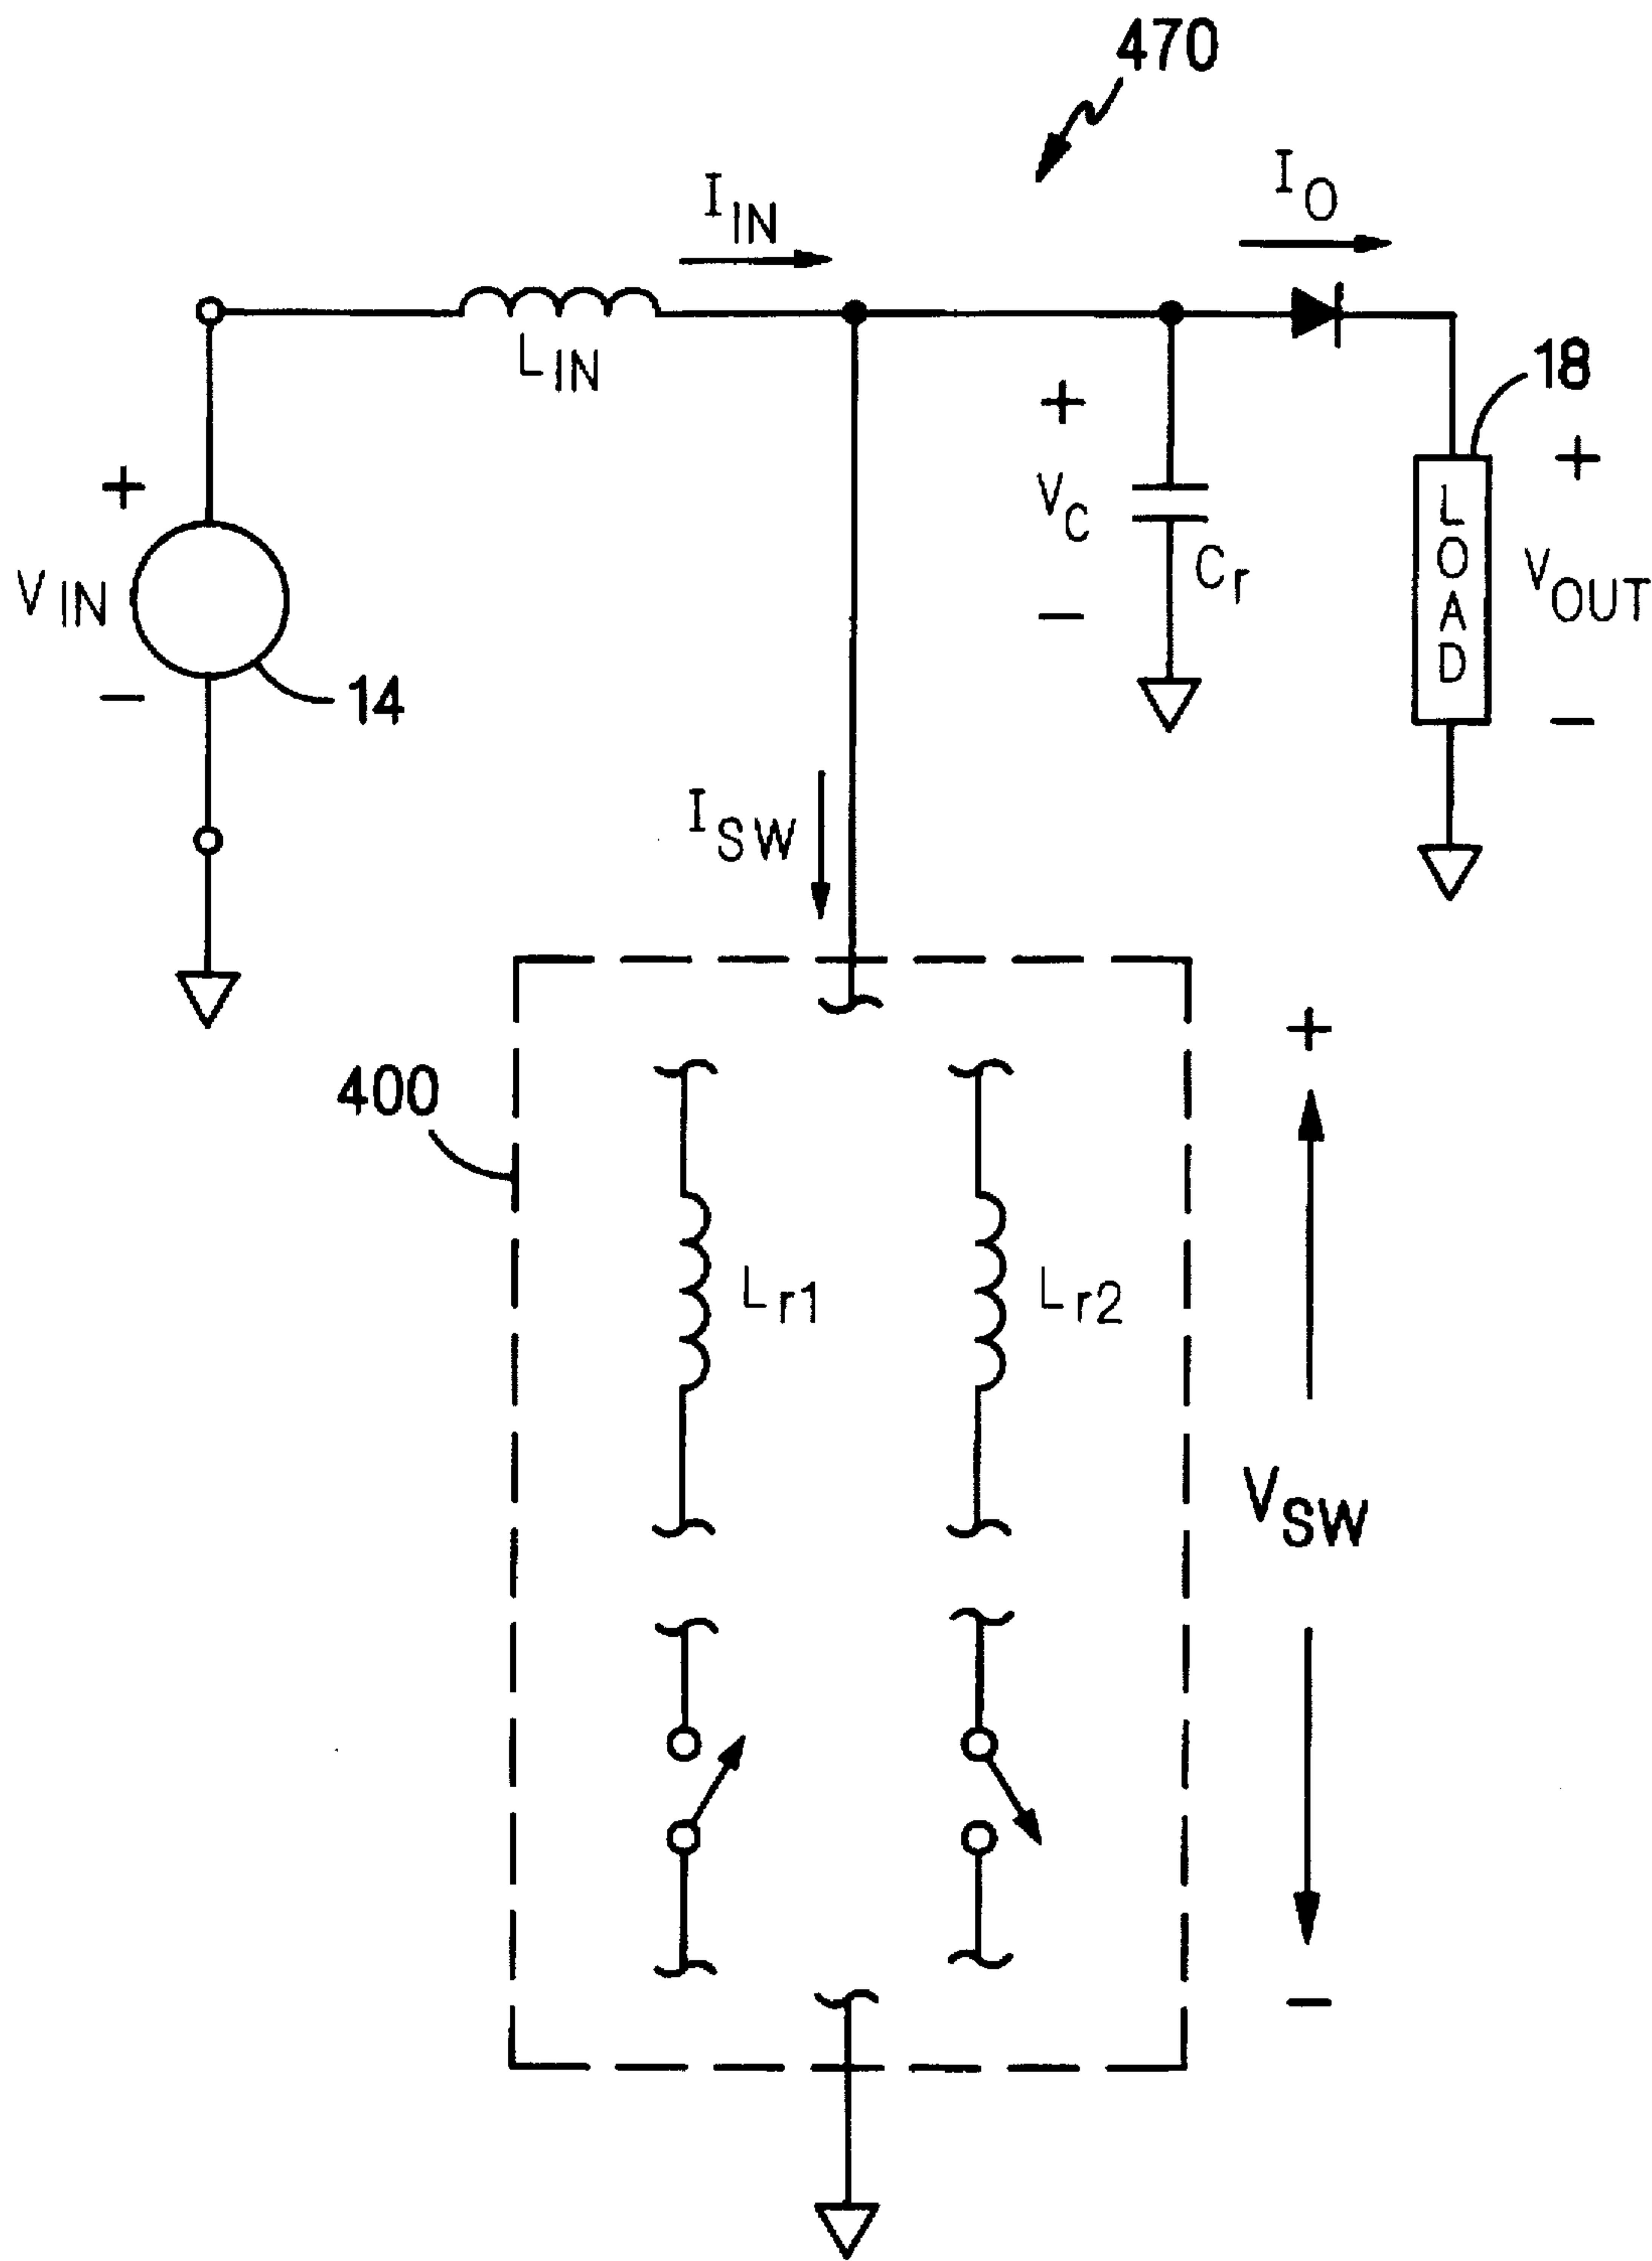 470
I_IN
I_O
L_IN
18
+
+
+
V_IN
V_C
C_r
LOAD
V_OUT
−
−
−
14
I_SW
400
+
L_r1
L_r2
V_SW
−